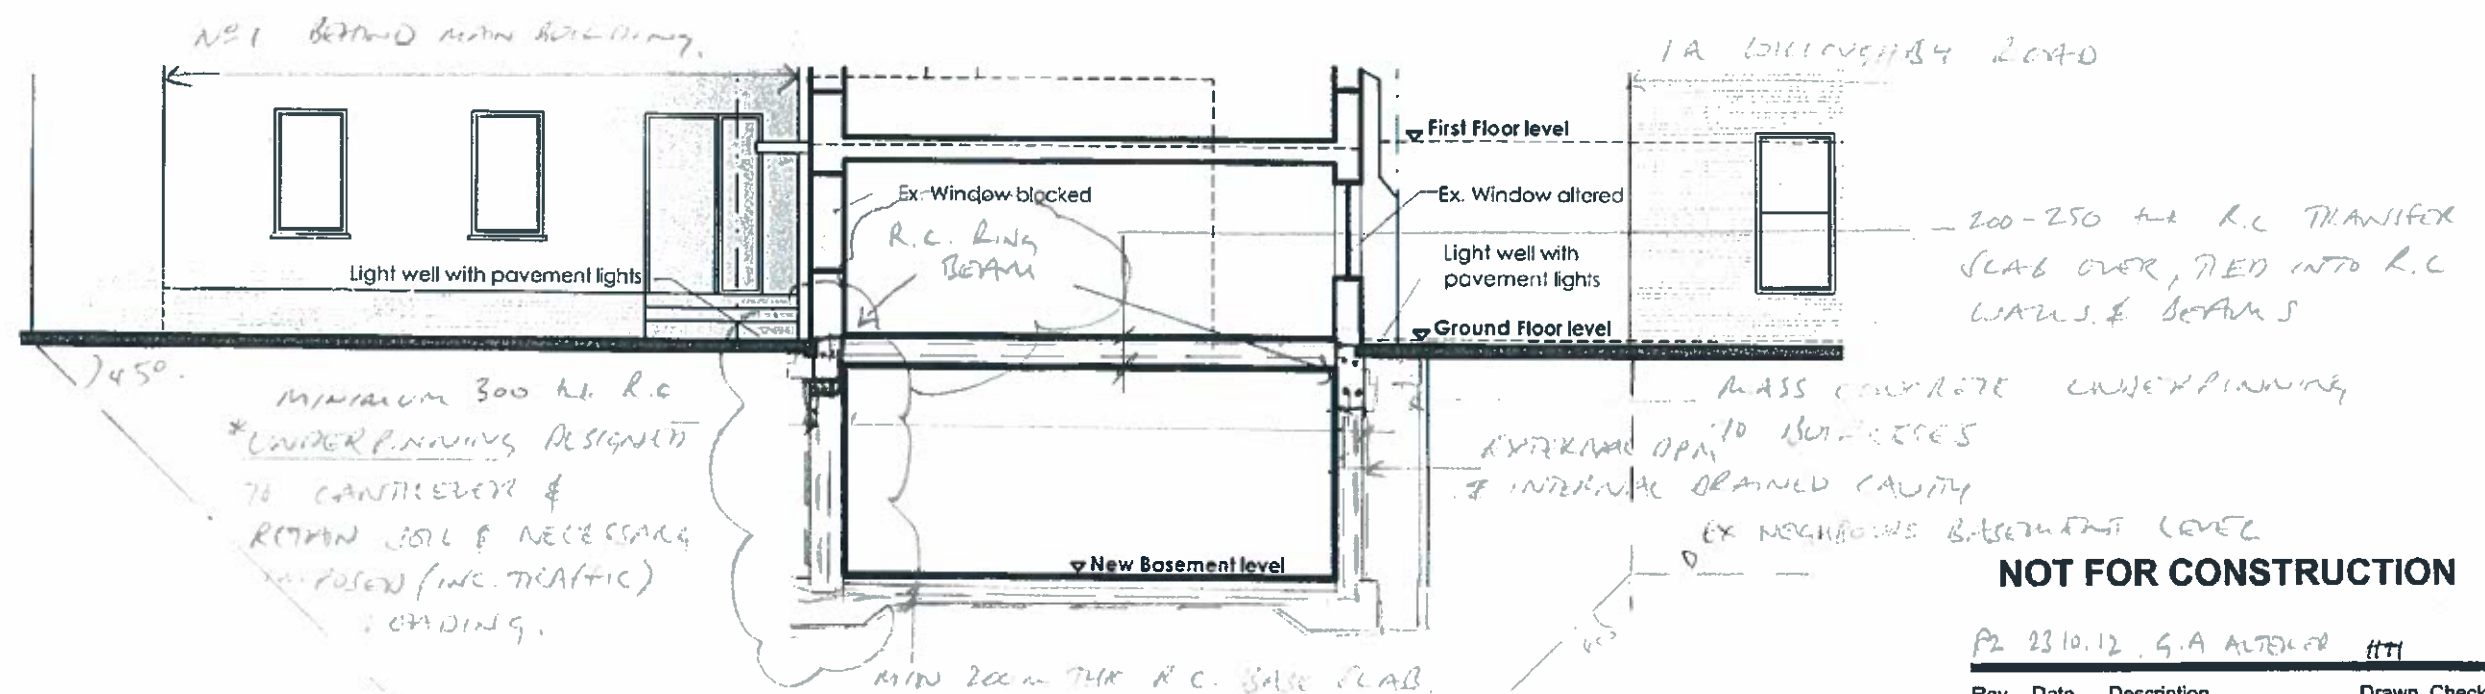 Nº 1 BEHIND MAIN BUILDING.
1A WILLOUGHBY ROAD
First Floor level
Ex. Window blocked
Ex. Window altered
R.C. RING
BEAM
200-250 thk R.C TRANSFER
SLAB OVER, TIED INTO R.C
WALLS & BEAMS
Light well with pavement lights
Light well with
pavement lights
Ground Floor level
45°.
MINIMUM 300 thk R.C
*UNDERPINNING DESIGNED
TO CANTILEVER &
RETAIN SOIL & NECESSARY
(INC. TRAFFIC)
LOADING.
MASS CONCRETE UNDERPINNING
TO BUTTRESSES
EXTERNAL DPM
& INTERNAL DRAINED CAVITY
EX NEIGHBOURS BASEMENT LEVEL
New Basement level
NOT FOR CONSTRUCTION
45°
MIN 200 THK R.C. BASE SLAB.
P2 23.10.12 G.A ALTERED
Rev Date Description Drawn Check